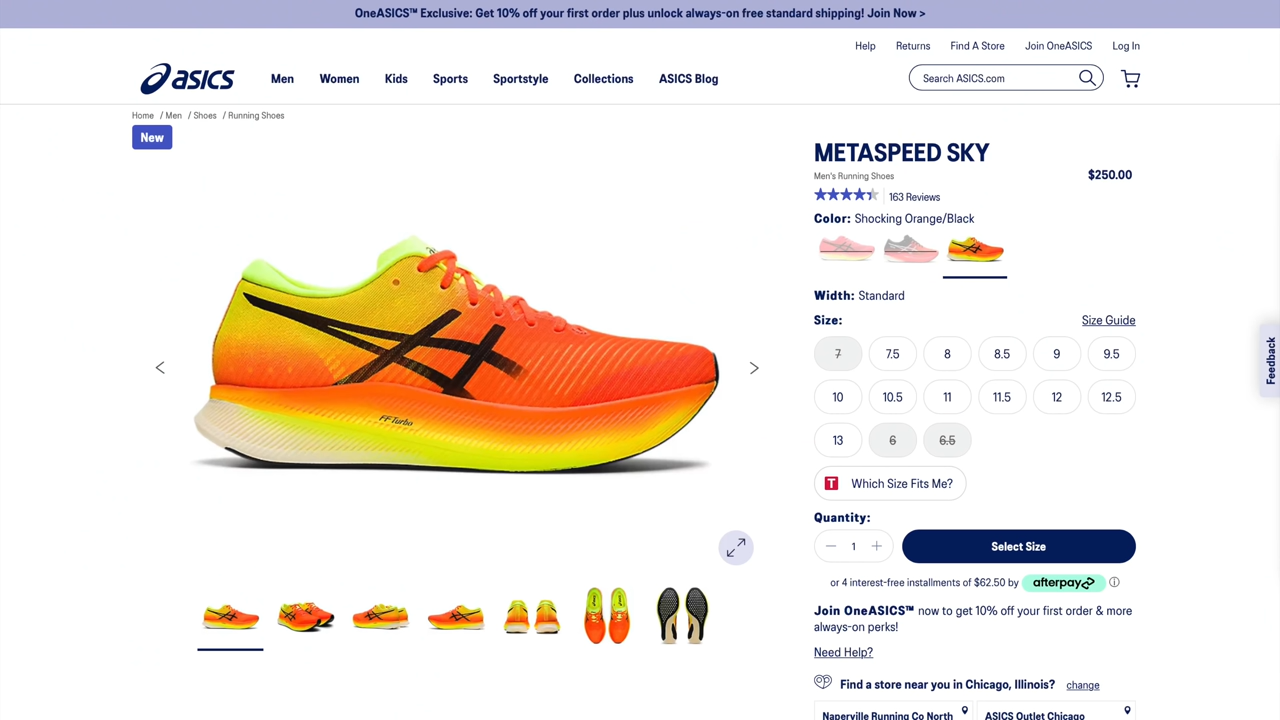 OneASICS™ Exclusive: Get 10% off your first order plus unlock always-on free standard shipping! Join Now >
Help Returns Find A Store Join OneASICS Log In
asics Men Women Kids Sports Sportstyle Collections ASICS Blog Search ASICS.com
Home / Men / Shoes / Running Shoes
New
METASPEED SKY
Men's Running Shoes
$250.00
163 Reviews
Color: Shocking Orange/Black
Width: Standard
Size: Size Guide
7 7.5 8 8.5 9 9.5
10 10.5 11 11.5 12 12.5
13 6 6.5
T Which Size Fits Me?
Quantity:
1 Select Size
or 4 interest-free installments of $62.50 by afterpay
Join OneASICS™ now to get 10% off your first order & more
always-on perks!
Need Help?
Find a store near you in Chicago, Illinois? change
Naperville Running Co North ASICS Outlet Chicago
Feedback
FF Turbo